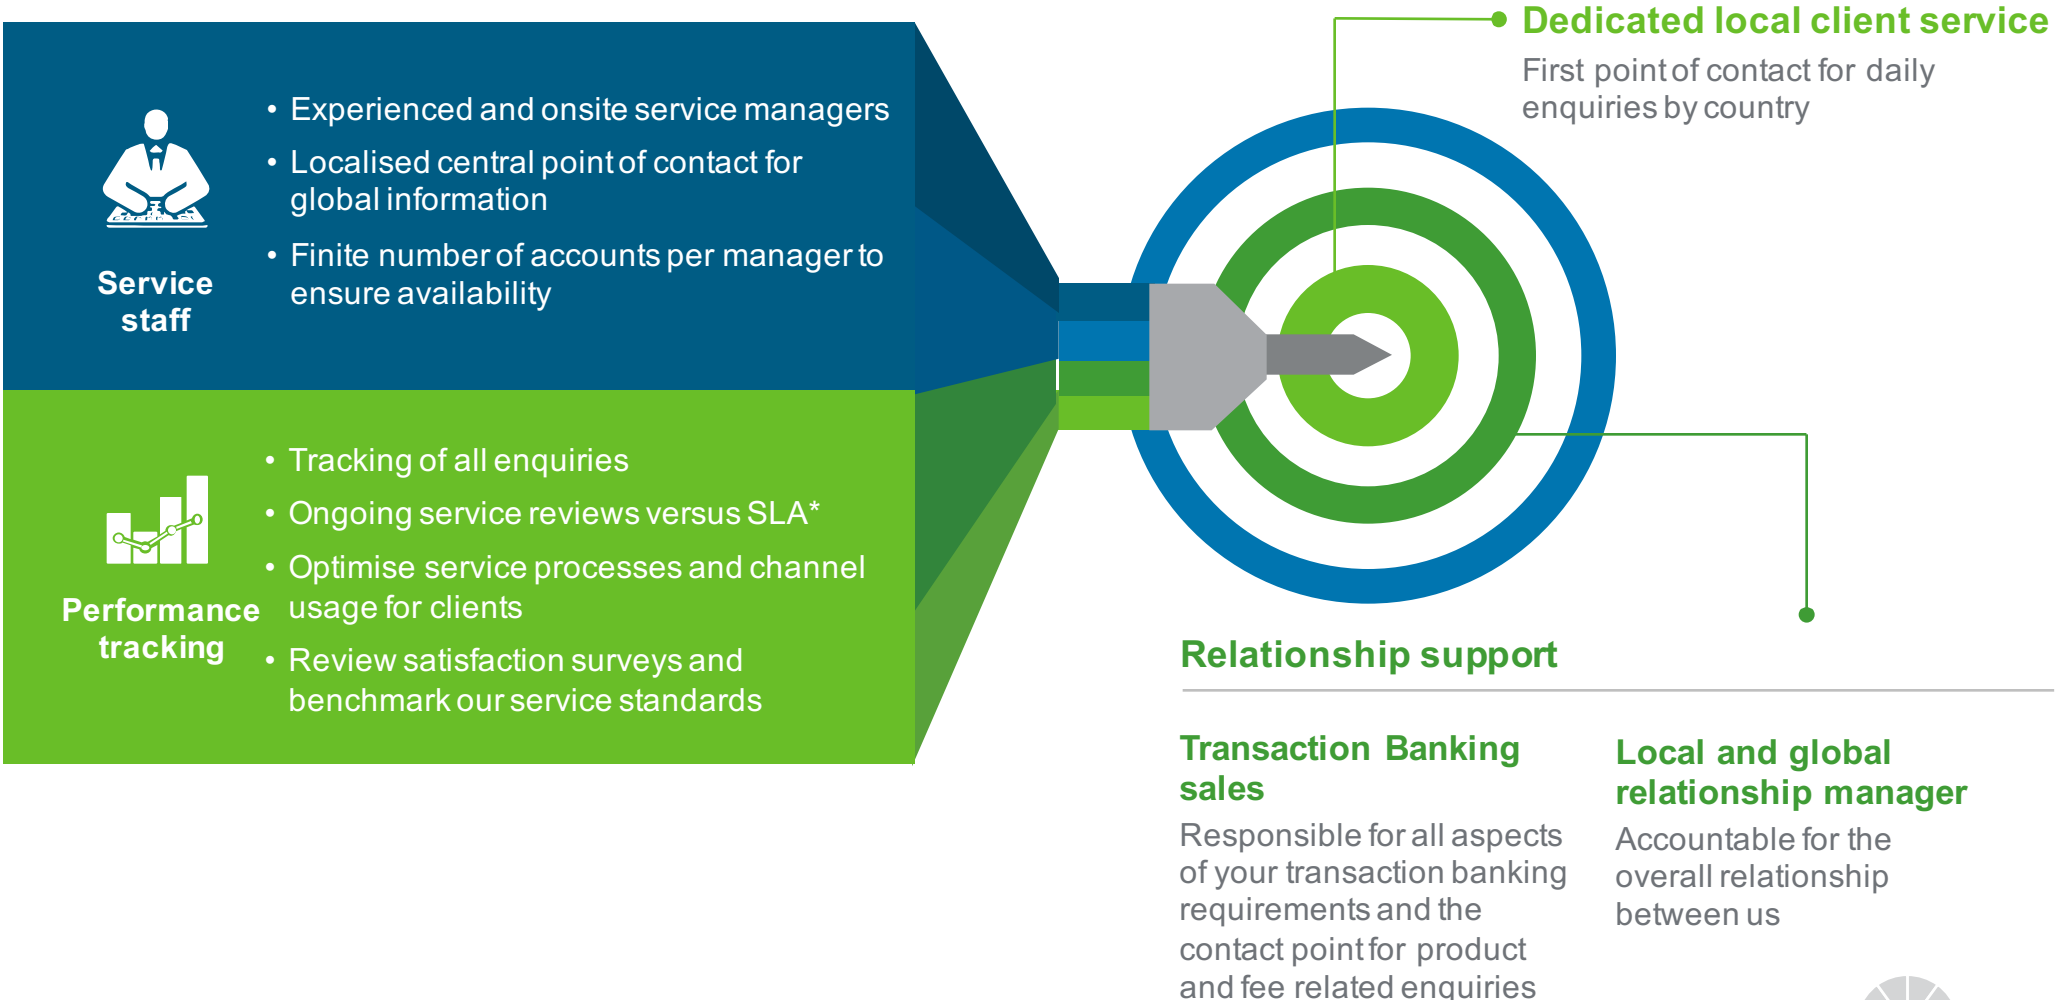 • Experienced and onsite service managers
• Localised central point of contact for
global information
• Finite number of accounts per manager to
ensure availability
Service
staff
• Tracking of all enquiries
• Ongoing service reviews versus SLA*
• Optimise service processes and channel
usage for clients
• Review satisfaction surveys and
benchmark our service standards
Performance
tracking
Dedicated local client service
First point of contact for daily
enquiries by country
Relationship support
Transaction Banking
sales
Responsible for all aspects
of your transaction banking
requirements and the
contact point for product
and fee related enquiries
Local and global
relationship manager
Accountable for the
overall relationship
between us